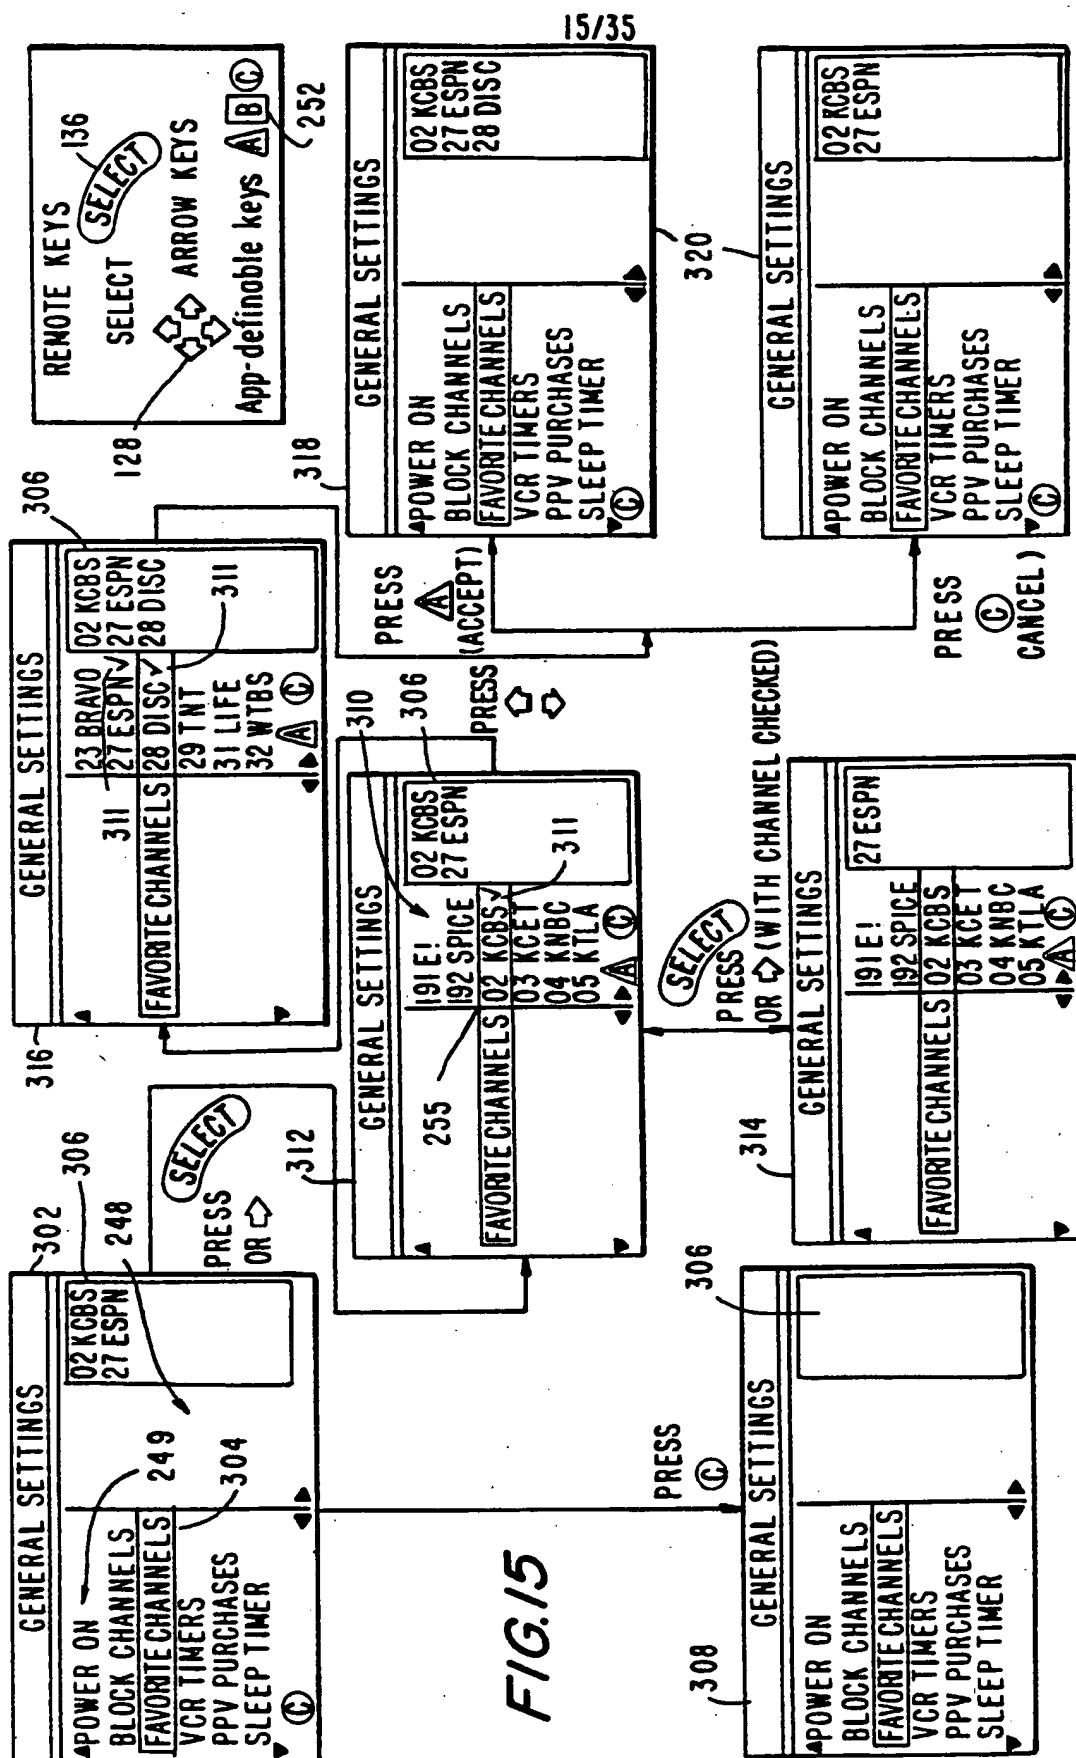 15/35
GENERAL SETTINGS
302
POWER ON
BLOCK CHANNELS
FAVORITE CHANNELS
VCR TIMERS
PPV PURCHASES
SLEEP TIMER
C
02 KCBS
27 ESPN
306
249
304
248
PRESS
SELECT
OR
316
GENERAL SETTINGS
306
FAVORITE CHANNELS
23 BRAVO
27 ESPN
28 DISC
29 TNT
31 LIFE
32 WTBS
A C
02 KCBS
27 ESPN
28 DISC
311
311
REMOTE KEYS
SELECT
SELECT
136
ARROW KEYS
App-definable keys A B C
128
252
312
GENERAL SETTINGS
310
306
255
FAVORITE CHANNELS
191 E!
192 SPICE
02 KCBS
03 KCET
04 KNBC
05 KTLA
A C
02 KCBS
27 ESPN
311
PRESS
PRESS
A
(ACCEPT)
318
GENERAL SETTINGS
POWER ON
BLOCK CHANNELS
FAVORITE CHANNELS
VCR TIMERS
PPV PURCHASES
SLEEP TIMER
C
02 KCBS
27 ESPN
28 DISC
320
FIG.15
PRESS
C
308
GENERAL SETTINGS
POWER ON
BLOCK CHANNELS
FAVORITE CHANNELS
VCR TIMERS
PPV PURCHASES
SLEEP TIMER
306
SELECT
PRESS
OR (WITH CHANNEL CHECKED)
314
GENERAL SETTINGS
FAVORITE CHANNELS
191 E!
192 SPICE
02 KCBS
03 KCET
04 KNBC
05 KTLA
A C
27 ESPN
PRESS
C
CANCEL)
GENERAL SETTINGS
POWER ON
BLOCK CHANNELS
FAVORITE CHANNELS
VCR TIMERS
PPV PURCHASES
SLEEP TIMER
C
02 KCBS
27 ESPN